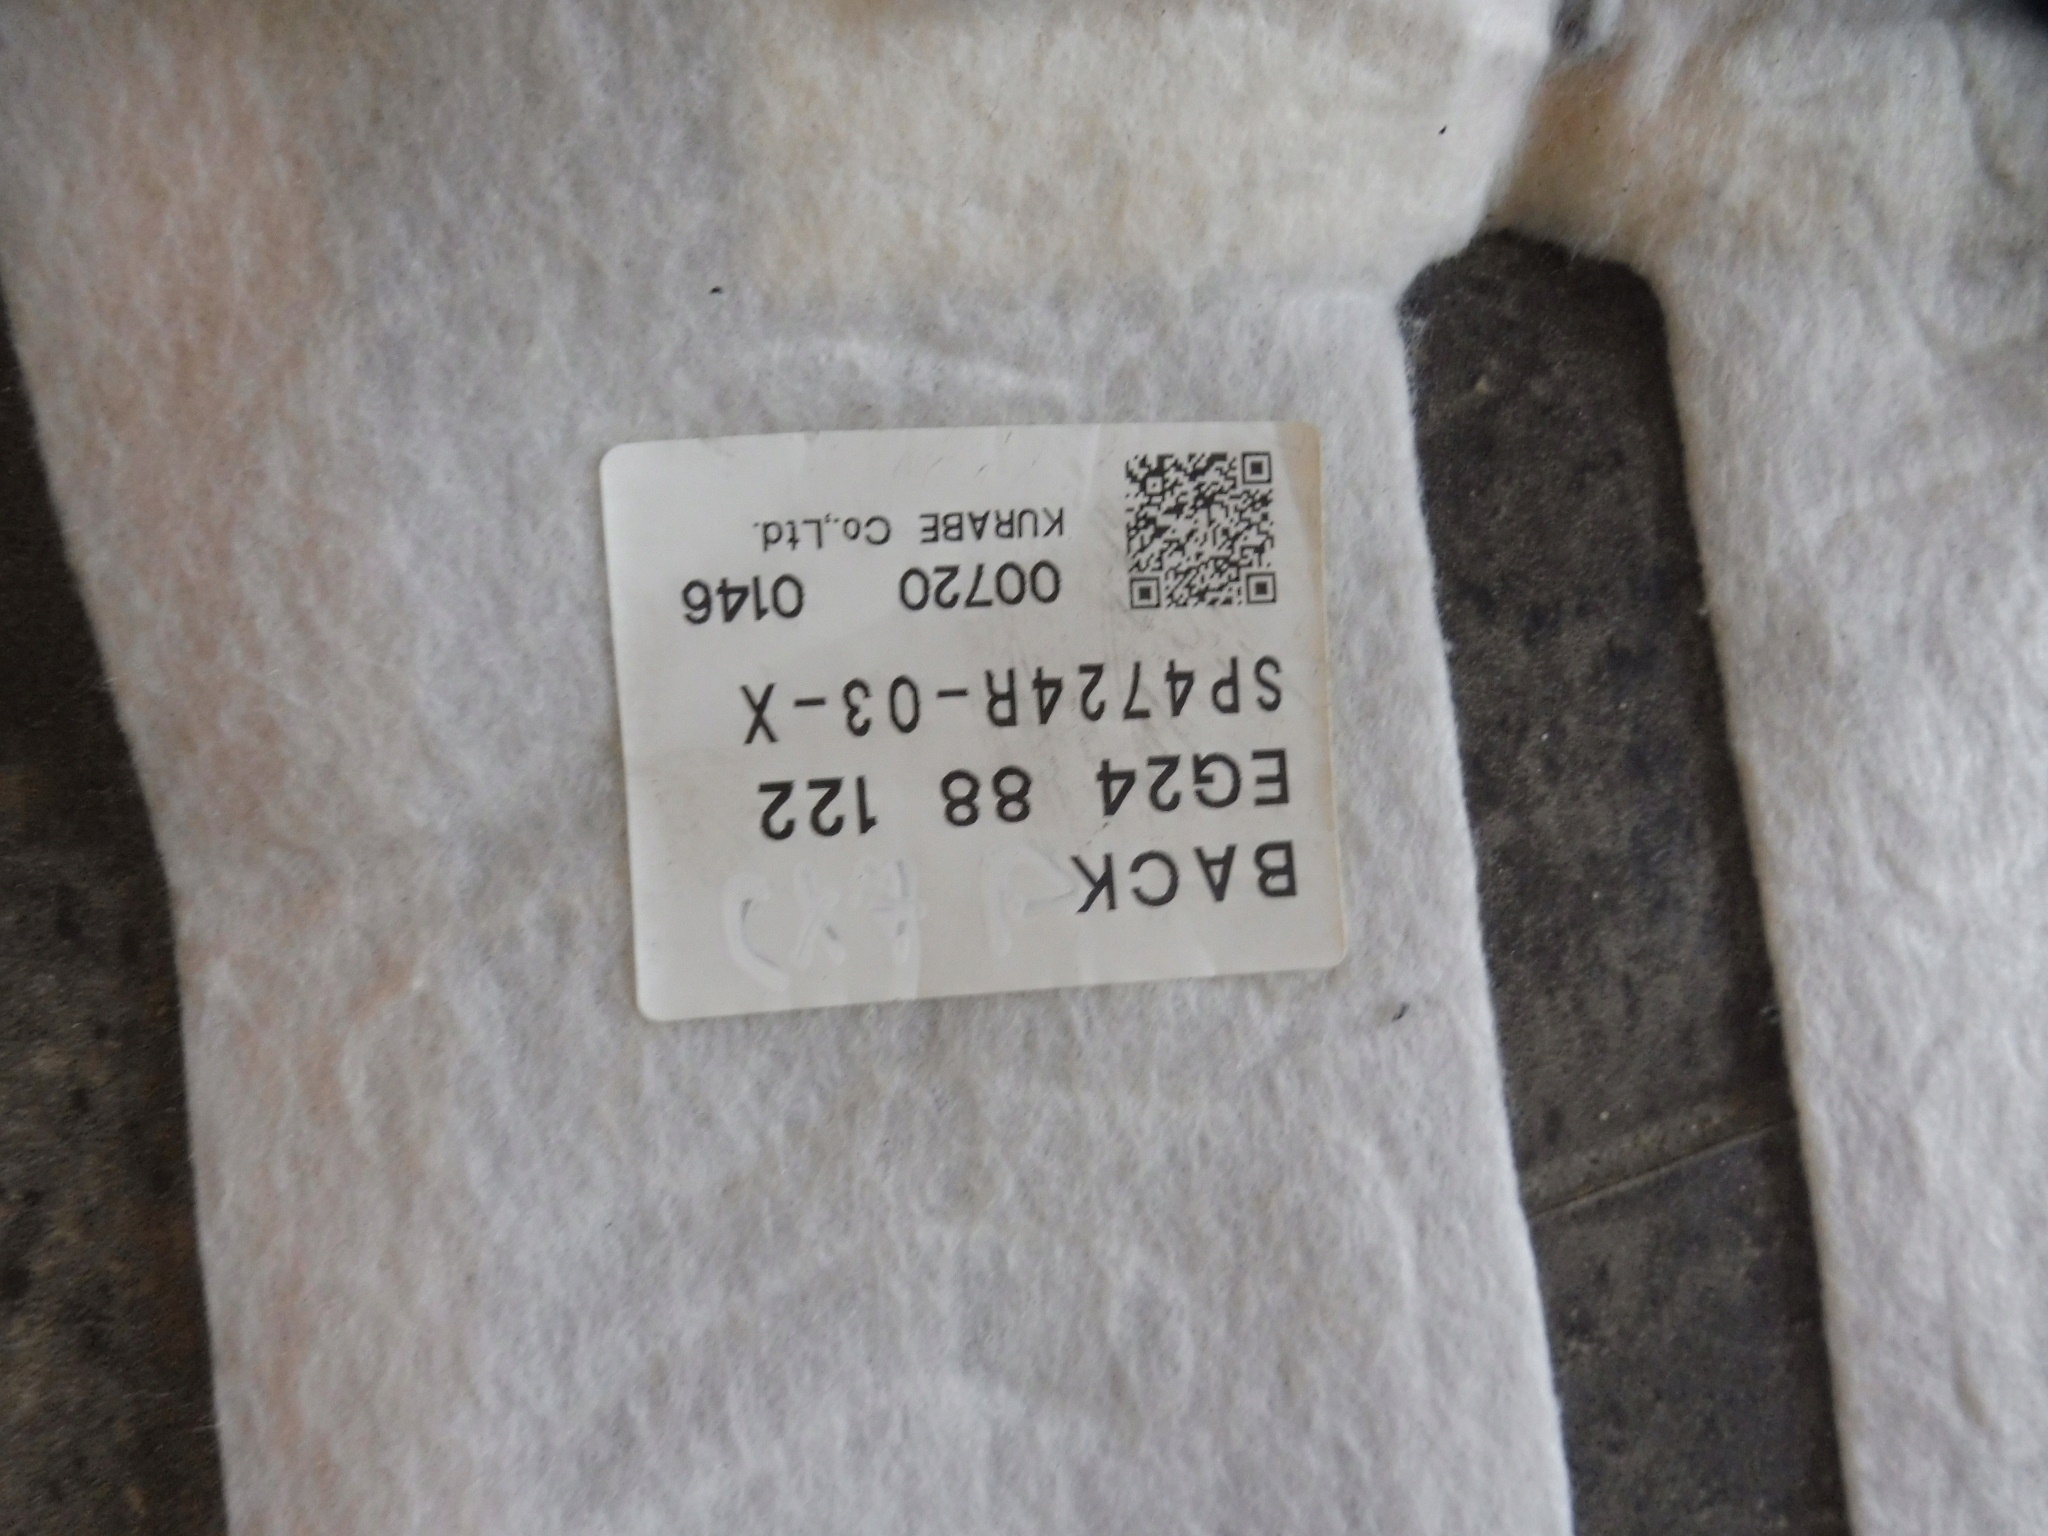 BACK
EG24 88 122
SP4724R-03-X
00720 0146
KURABE Co.,Ltd.